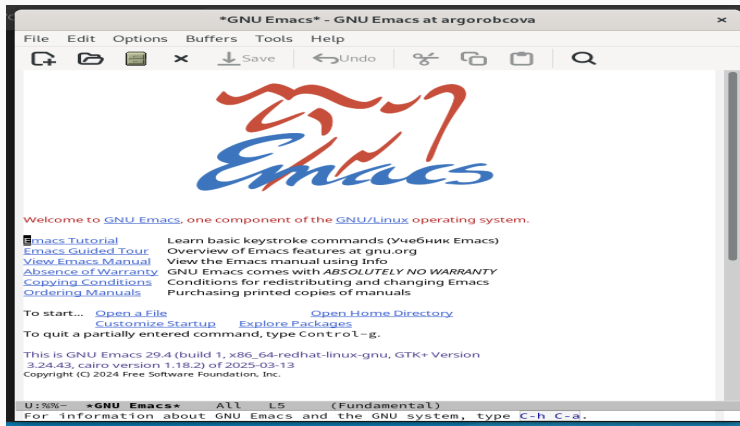 *GNU Emacs* - GNU Emacs at argorobcova ×
File Edit Options Buffers Tools Help
Save Undo
Emacs
Welcome to GNU Emacs, one component of the GNU/Linux operating system.
Emacs Tutorial Learn basic keystroke commands (Учебник Emacs)
Emacs Guided Tour Overview of Emacs features at gnu.org
View Emacs Manual View the Emacs manual using Info
Absence of Warranty GNU Emacs comes with ABSOLUTELY NO WARRANTY
Copying Conditions Conditions for redistributing and changing Emacs
Ordering Manuals Purchasing printed copies of manuals
To start... Open a File Open Home Directory
Customize Startup Explore Packages
To quit a partially entered command, type Control-g.
This is GNU Emacs 29.4 (build 1, x86_64-redhat-linux-gnu, GTK+ Version
3.24.43, cairo version 1.18.2) of 2025-03-13
Copyright (C) 2024 Free Software Foundation, Inc.
U:%%- *GNU Emacs* All L5 (Fundamental)
For information about GNU Emacs and the GNU system, type C-h C-a.